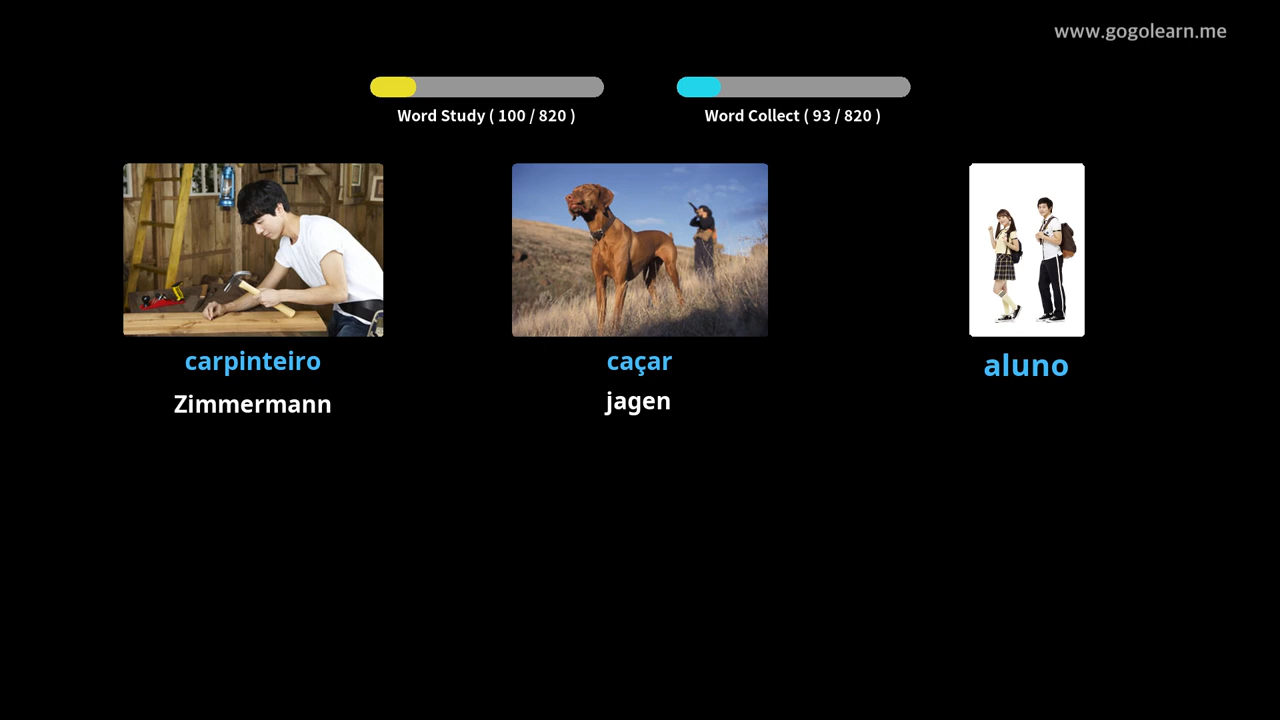 www.gogolearn.me
Word Study ( 100 / 820 )
Word Collect ( 93 / 820 )
carpinteiro
Zimmermann
caçar
jagen
aluno